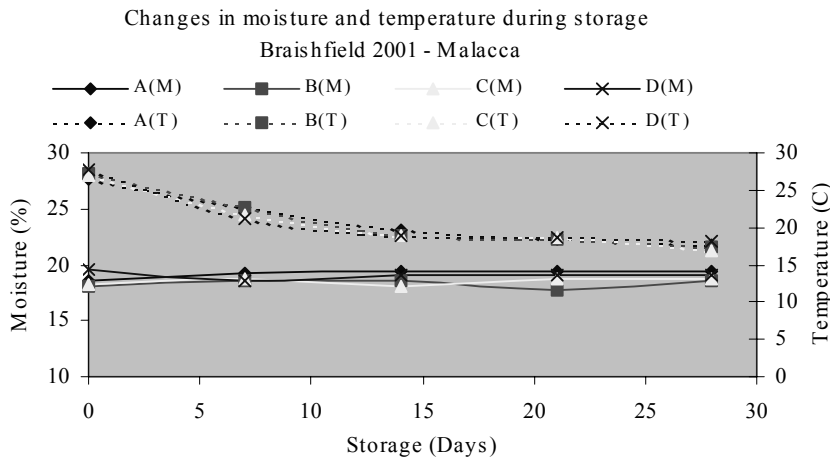 Changes in moisture and temperature during storage
Braishfield 2001 - Malacca
A(M) B(M) C(M) D(M)
A(T) B(T) C(T) D(T)
30 30
25 25
20 20
15 15
10 10
5
0
Moisture (%)
Temperature (C)
0 5 10 15 20 25 30
Storage (Days)